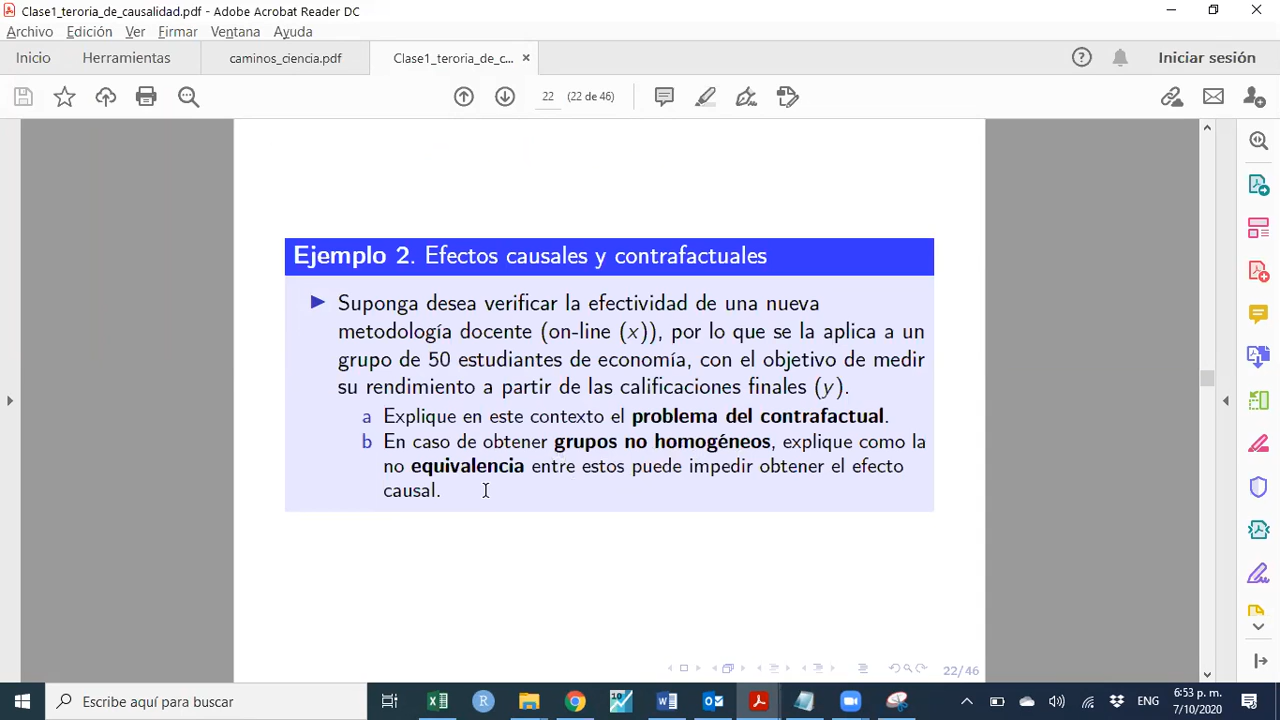 Clase1_teroria_de_causalidad.pdf - Adobe Acrobat Reader DC
Archivo Edición Ver Firmar Ventana Ayuda
Inicio Herramientas caminos_ciencia.pdf Clase1_teroria_de_c... × Iniciar sesión
22 (22 de 46)
Ejemplo 2. Efectos causales y contrafactuales
Suponga desea verificar la efectividad de una nueva
metodología docente (on-line (x)), por lo que se la aplica a un
grupo de 50 estudiantes de economía, con el objetivo de medir
su rendimiento a partir de las calificaciones finales (y).
a Explique en este contexto el problema del contrafactual.
b En caso de obtener grupos no homogéneos, explique como la
no equivalencia entre estos puede impedir obtener el efecto
causal.
22/46
Escribe aquí para buscar
ENG
6:53 p. m.
7/10/2020